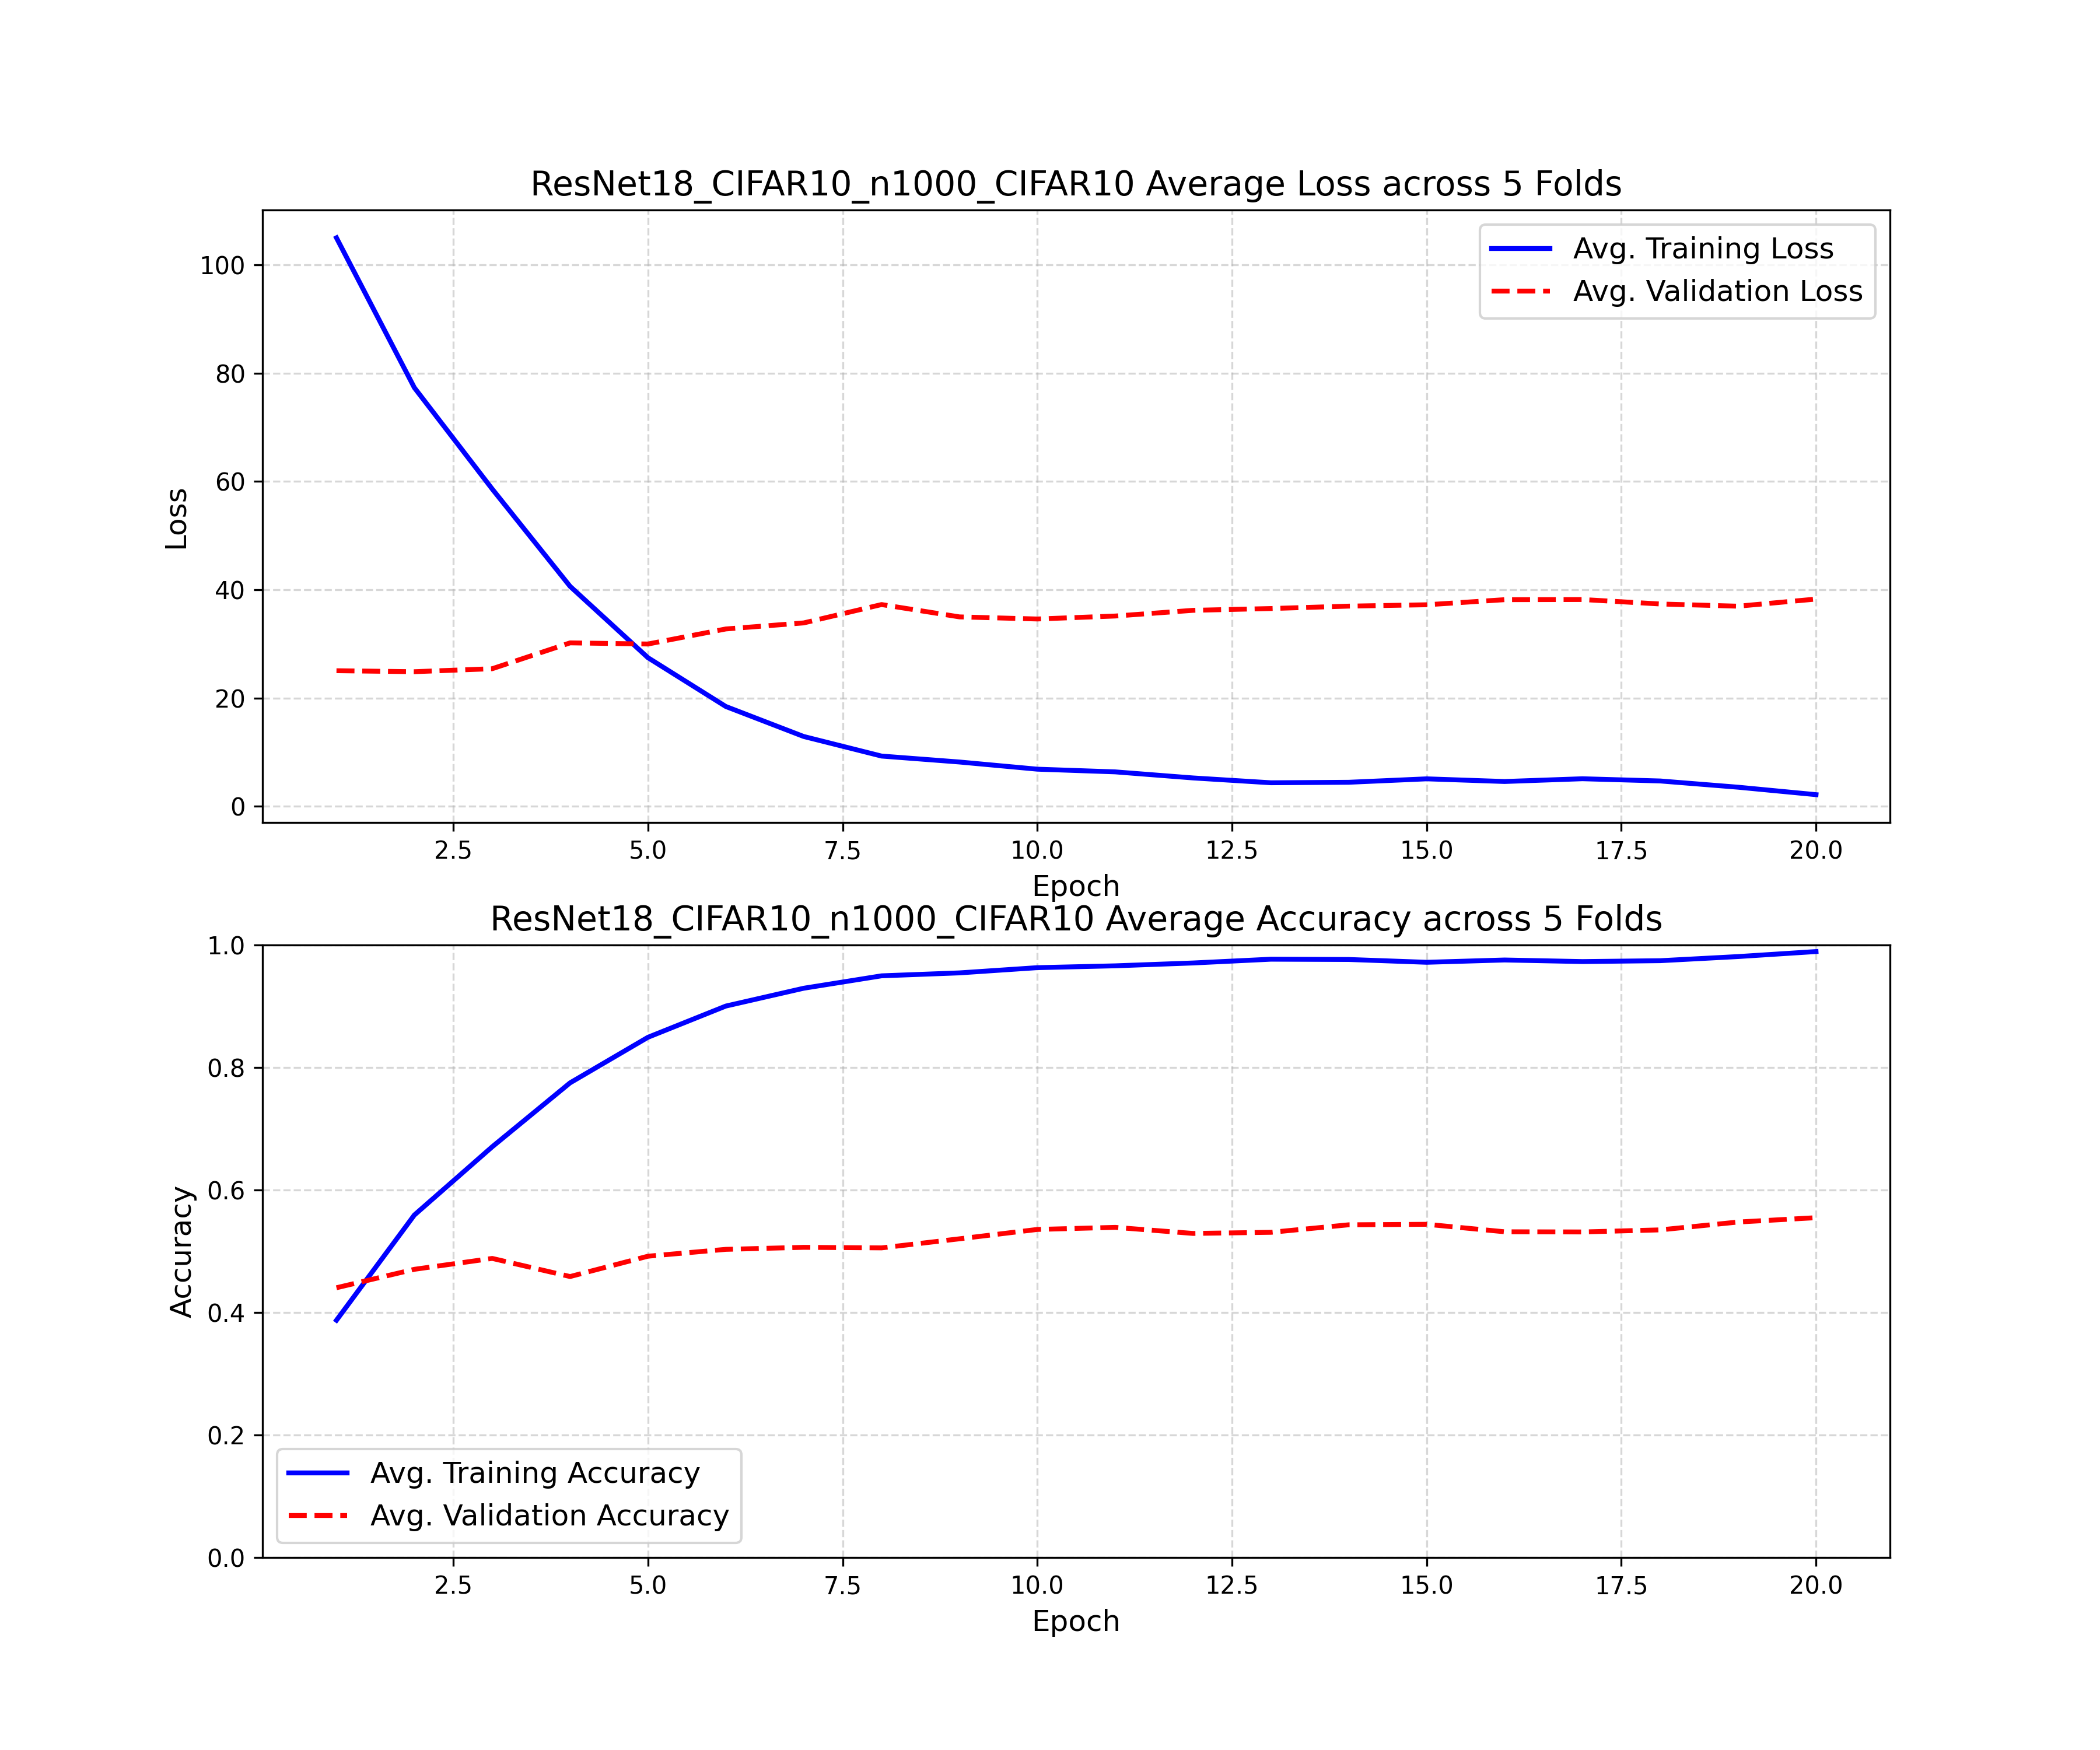 ResNet18_CIFAR10_n1000_CIFAR10 Average Loss across 5 Folds
Avg. Training Loss
Avg. Validation Loss
Loss
100
80
60
40
20
0
2.5 5.0 7.5 10.0 12.5 15.0 17.5 20.0
Epoch
ResNet18_CIFAR10_n1000_CIFAR10 Average Accuracy across 5 Folds
Accuracy
1.0
0.8
0.6
0.4
0.2
0.0
Avg. Training Accuracy
Avg. Validation Accuracy
2.5 5.0 7.5 10.0 12.5 15.0 17.5 20.0
Epoch